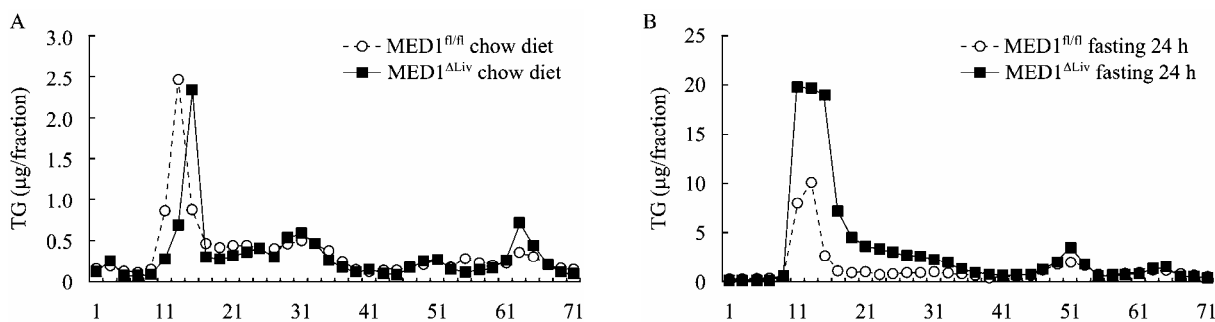 A
3.0
2.5
2.0
1.5
1.0
0.5
0
TG (μg/fraction)
MED1fl/fl chow diet
MED1ΔLiv chow diet
1 11 21 31 41 51 61 71
B
25
20
15
10
5
0
TG (μg/fraction)
MED1fl/fl fasting 24 h
MED1ΔLiv fasting 24 h
1 11 21 31 41 51 61 71